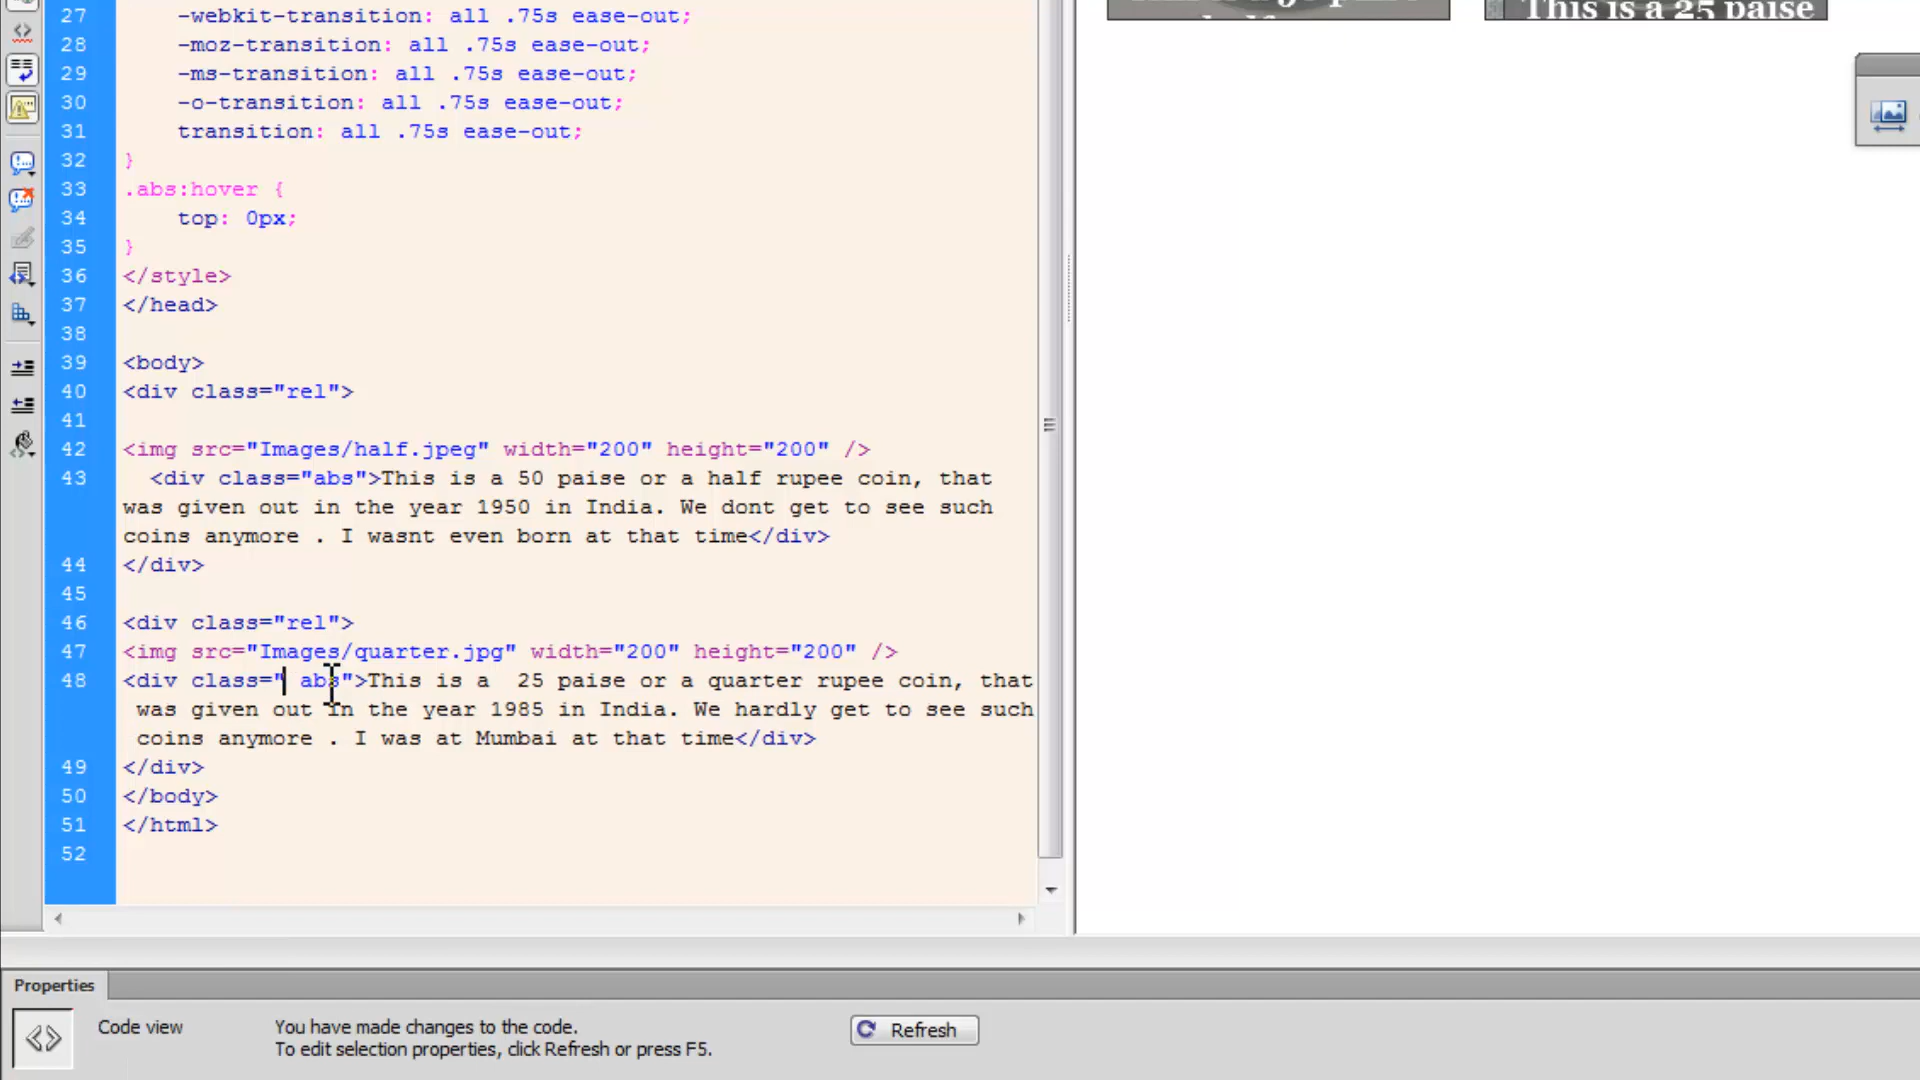 27 -webkit-transition: all .75s ease-out;
28 -moz-transition: all .75s ease-out;
29 -ms-transition: all .75s ease-out;
30 -o-transition: all .75s ease-out;
31 transition: all .75s ease-out;
32 }
33 .abs:hover {
34 top: 0px;
35 }
36 </style>
37 </head>
38
39 <body>
40 <div class="rel">
41
42 <img src="Images/half.jpeg" width="200" height="200" />
43 <div class="abs">This is a 50 paise or a half rupee coin, that
was given out in the year 1950 in India. We dont get to see such
coins anymore . I wasnt even born at that time</div>
44 </div>
45
46 <div class="rel">
47 <img src="Images/quarter.jpg" width="200" height="200" />
48 <div class=" abs">This is a  25 paise or a quarter rupee coin, that
was given out in the year 1985 in India. We hardly get to see such
coins anymore . I was at Mumbai at that time</div>
49 </div>
50 </body>
51 </html>
52
This is a 25 paise
Properties
Code view
You have made changes to the code.
To edit selection properties, click Refresh or press F5.
Refresh